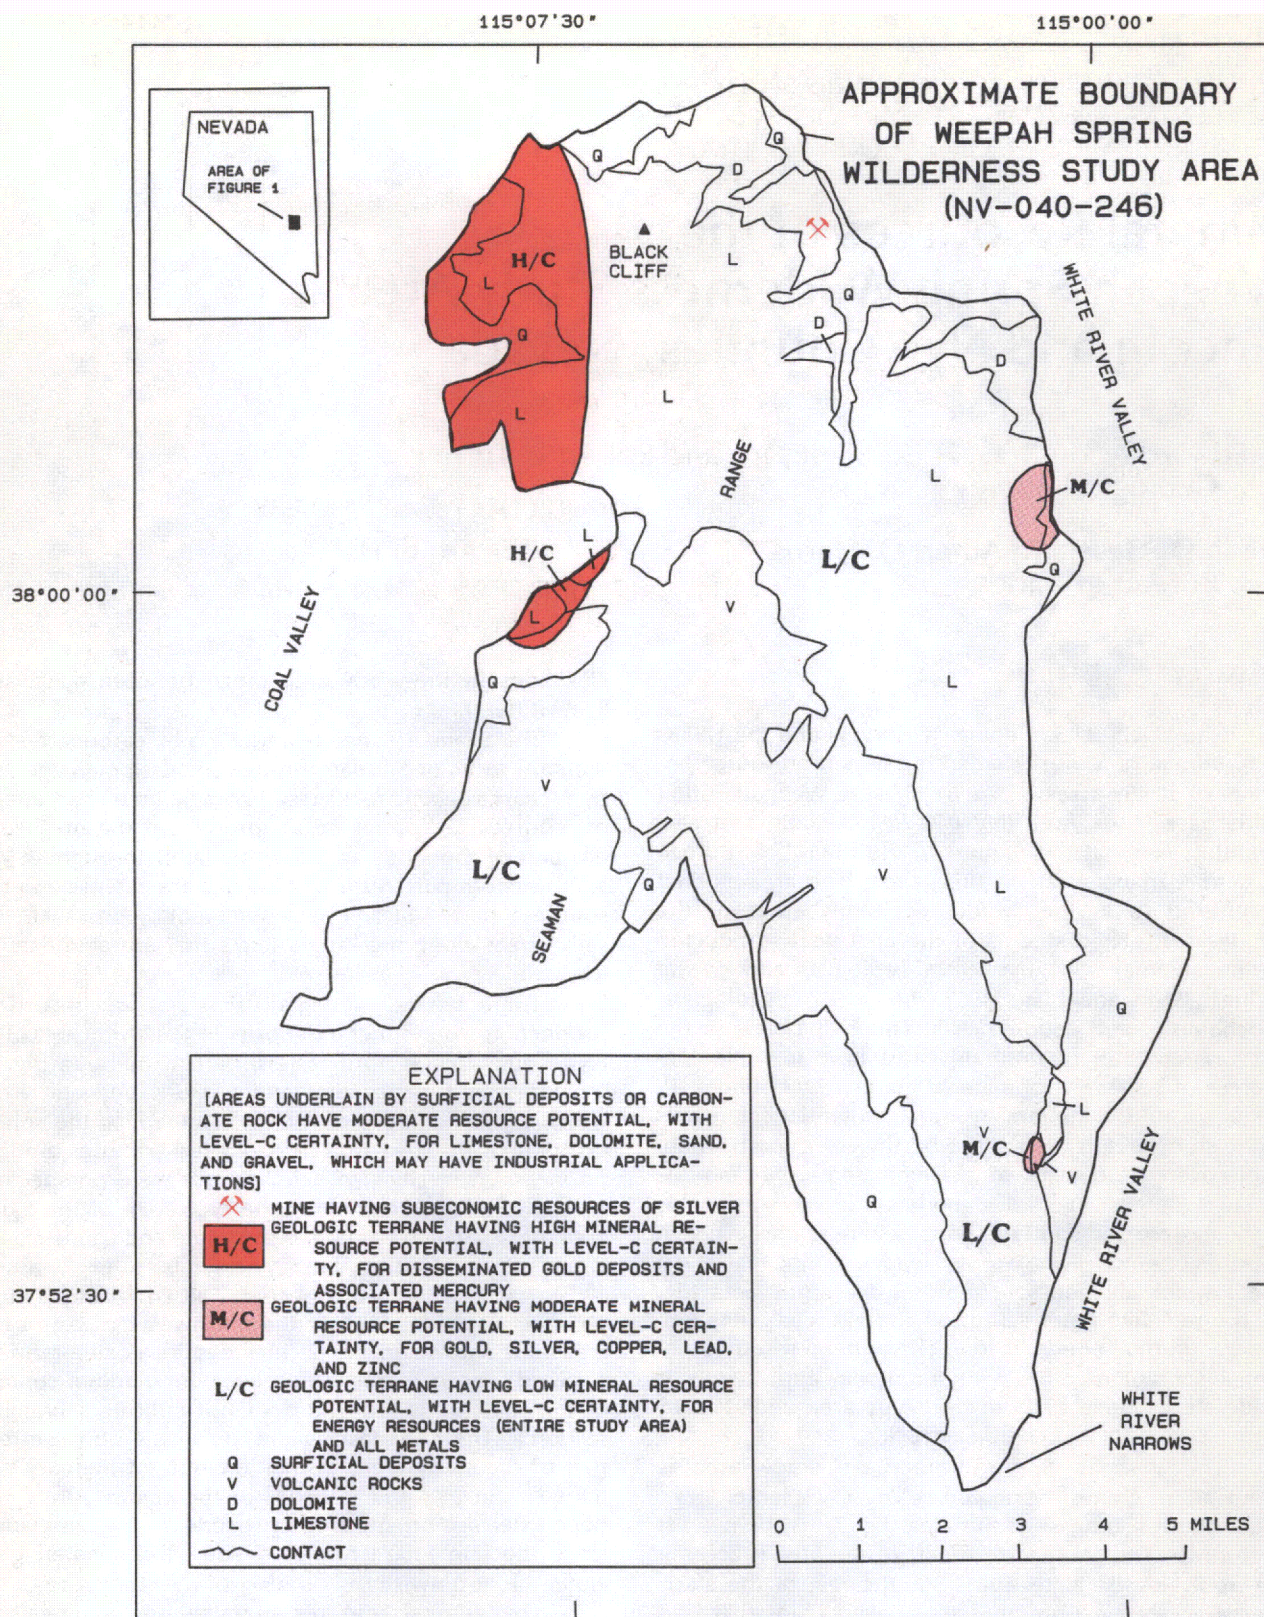 115°07'30"
115°00'00"
NEVADA
AREA OF
FIGURE 1
APPROXIMATE BOUNDARY
OF WEEPAH SPRING
WILDERNESS STUDY AREA
(NV-040-246)
Q
Q
D
H/C
BLACK
CLIFF
L
L
Q
WHITE RIVER VALLEY
Q
D
D
L
L
RANGE
L
M/C
L
H/C
L/C
Q
38°00'00"
L
V
COAL VALLEY
Q
L
V
L/C
V
L
Q
SEAMAN
Q
L
V
M/C
V
Q
L/C
WHITE RIVER VALLEY
37°52'30"
WHITE
RIVER
NARROWS
EXPLANATION
[AREAS UNDERLAIN BY SURFICIAL DEPOSITS OR CARBON-
ATE ROCK HAVE MODERATE RESOURCE POTENTIAL, WITH
LEVEL-C CERTAINTY, FOR LIMESTONE, DOLOMITE, SAND,
AND GRAVEL, WHICH MAY HAVE INDUSTRIAL APPLICA-
TIONS]
MINE HAVING SUBECONOMIC RESOURCES OF SILVER
H/C GEOLOGIC TERRANE HAVING HIGH MINERAL RE-
SOURCE POTENTIAL, WITH LEVEL-C CERTAIN-
TY, FOR DISSEMINATED GOLD DEPOSITS AND
ASSOCIATED MERCURY
M/C GEOLOGIC TERRANE HAVING MODERATE MINERAL
RESOURCE POTENTIAL, WITH LEVEL-C CER-
TAINTY, FOR GOLD, SILVER, COPPER, LEAD,
AND ZINC
L/C GEOLOGIC TERRANE HAVING LOW MINERAL RESOURCE
POTENTIAL, WITH LEVEL-C CERTAINTY, FOR
ENERGY RESOURCES (ENTIRE STUDY AREA)
AND ALL METALS
Q SURFICIAL DEPOSITS
V VOLCANIC ROCKS
D DOLOMITE
L LIMESTONE
CONTACT
0 1 2 3 4 5 MILES